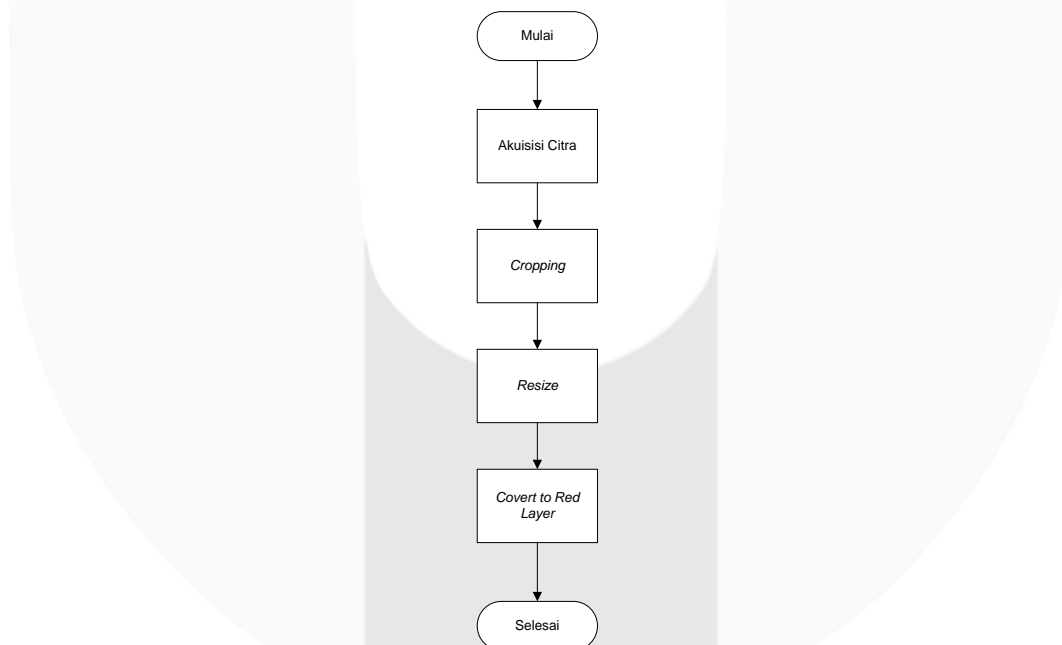 Mulai
Akuisisi Citra
Cropping
Resize
Covert to Red
Layer
Selesai